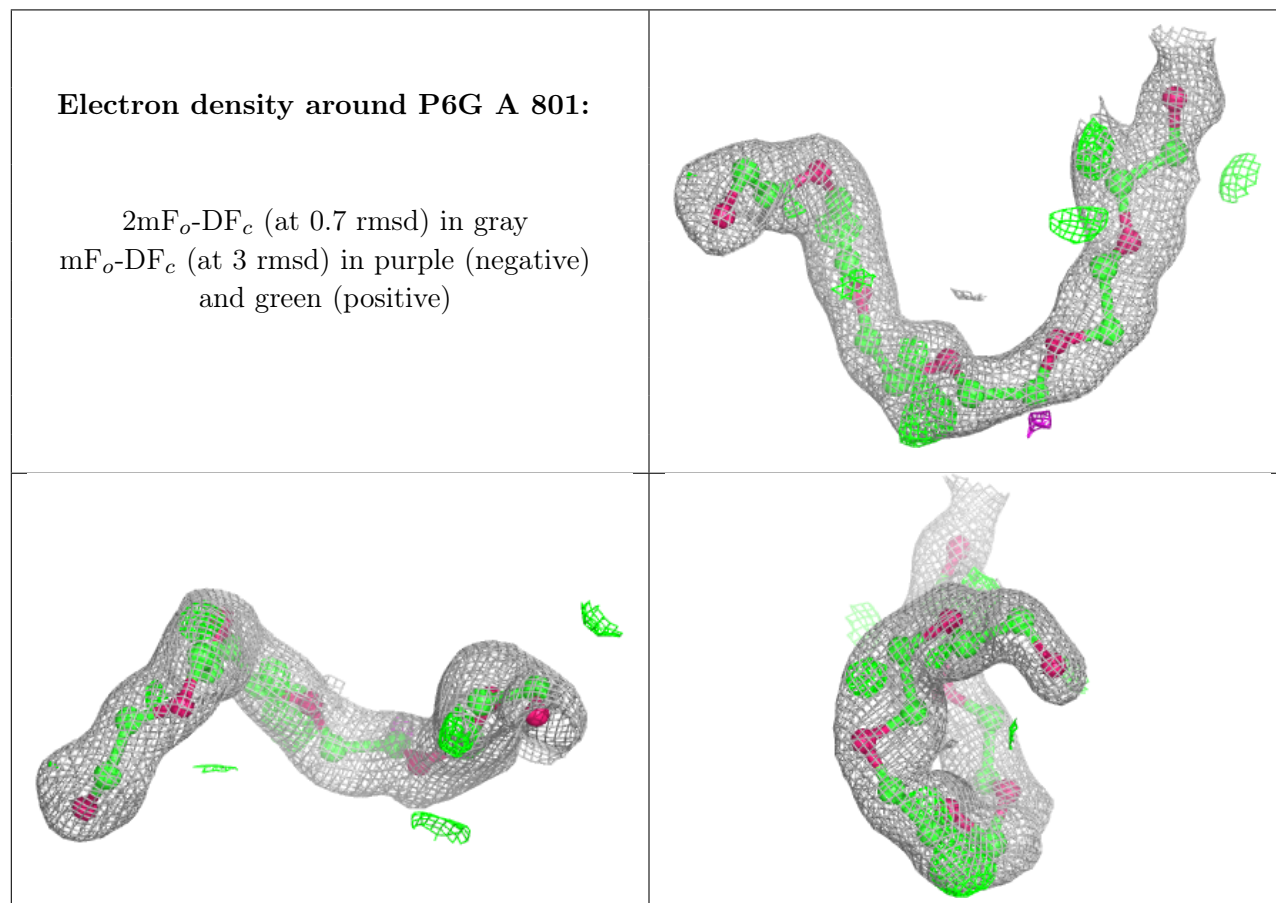 Electron density around P6G A 801:
2mFo-DFc (at 0.7 rmsd) in gray
mFo-DFc (at 3 rmsd) in purple (negative)
and green (positive)